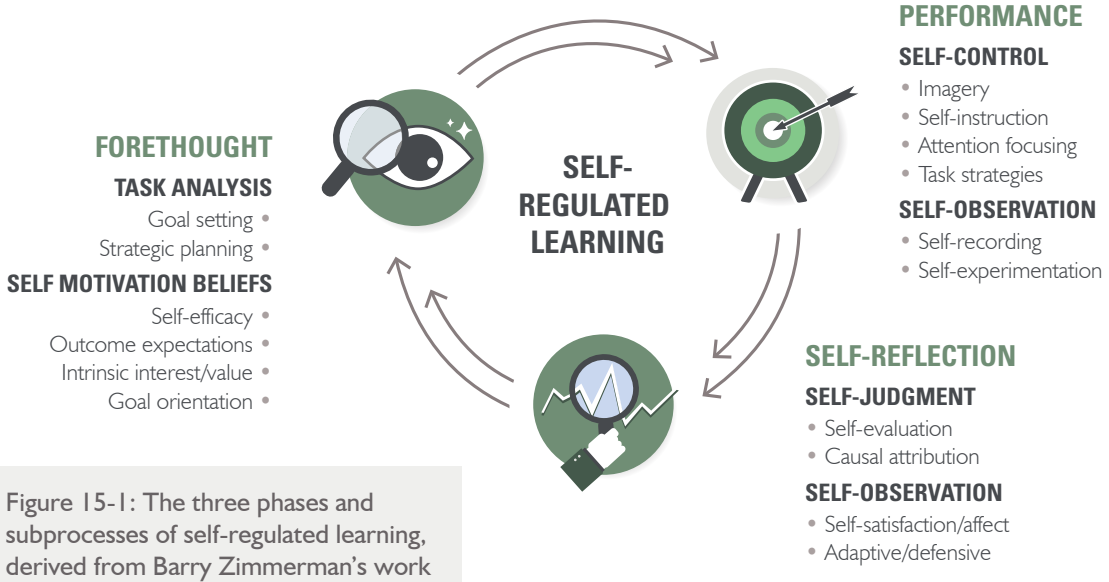 FORETHOUGHT
TASK ANALYSIS
Goal setting •
Strategic planning •
SELF MOTIVATION BELIEFS
Self-efficacy •
Outcome expectations •
Intrinsic interest/value •
Goal orientation •
SELF-
REGULATED
LEARNING
PERFORMANCE
SELF-CONTROL
• Imagery
• Self-instruction
• Attention focusing
• Task strategies
SELF-OBSERVATION
• Self-recording
• Self-experimentation
SELF-REFLECTION
SELF-JUDGMENT
• Self-evaluation
• Causal attribution
SELF-OBSERVATION
• Self-satisfaction/affect
• Adaptive/defensive
Figure 15-1: The three phases and
subprocesses of self-regulated learning,
derived from Barry Zimmerman’s work